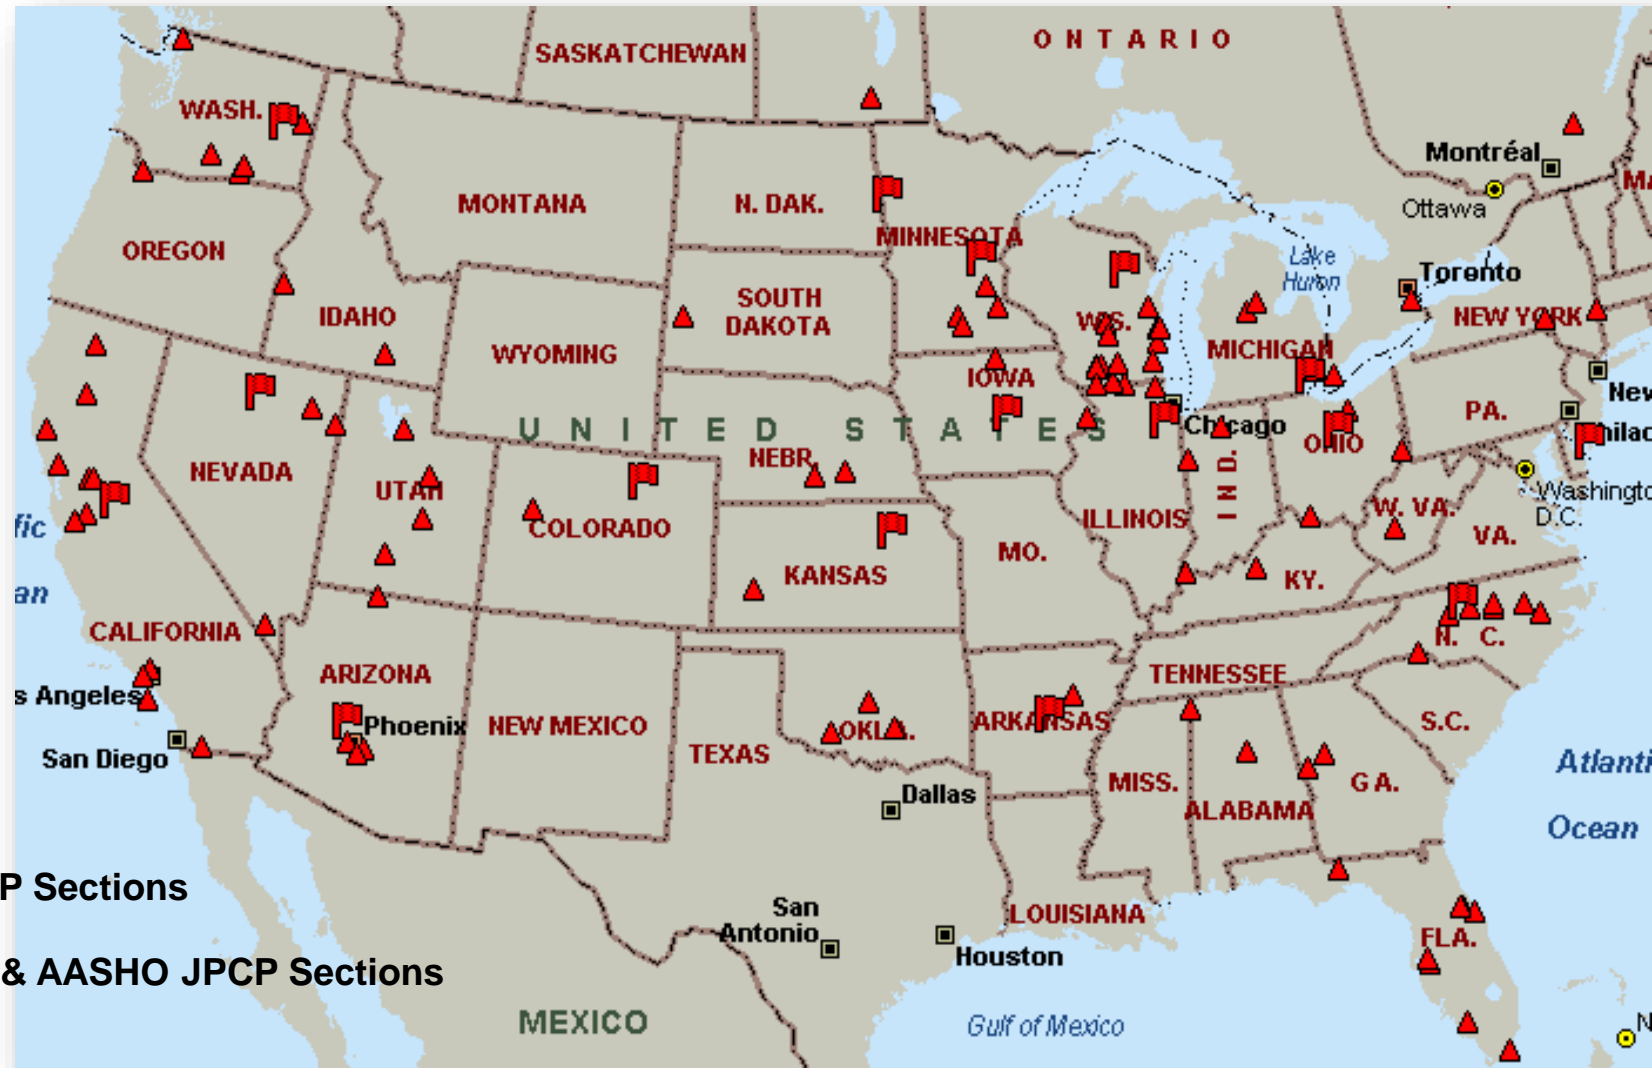 ONTARIO
SASKATCHEWAN
WASH.
Montréal
Ottawa
MONTANA
N. DAK.
MINNESOTA
OREGON
Lake
Huron
Toronto
SOUTH
DAKOTA
IDAHO
NEW YORK
WIS.
WYOMING
MICHIGAN
IOWA
PA.
UNITED STATES
Chicago
OHIO
NEBR.
NEVADA
IND.
UTAH
Washingto
D.C.
W. VA.
VA.
COLORADO
ILLINOIS
MO.
KANSAS
KY.
CALIFORNIA
N. C.
ARIZONA
TENNESSEE
s Angeles
Phoenix
NEW MEXICO
OKLA.
ARKANSAS
S.C.
San Diego
TEXAS
Atlanti
Ocean
MISS.
GA.
Dallas
ALABAMA
P Sections
San
Antonio
LOUISIANA
Houston
FLA.
& AASHO JPCP Sections
MEXICO
Gulf of Mexico